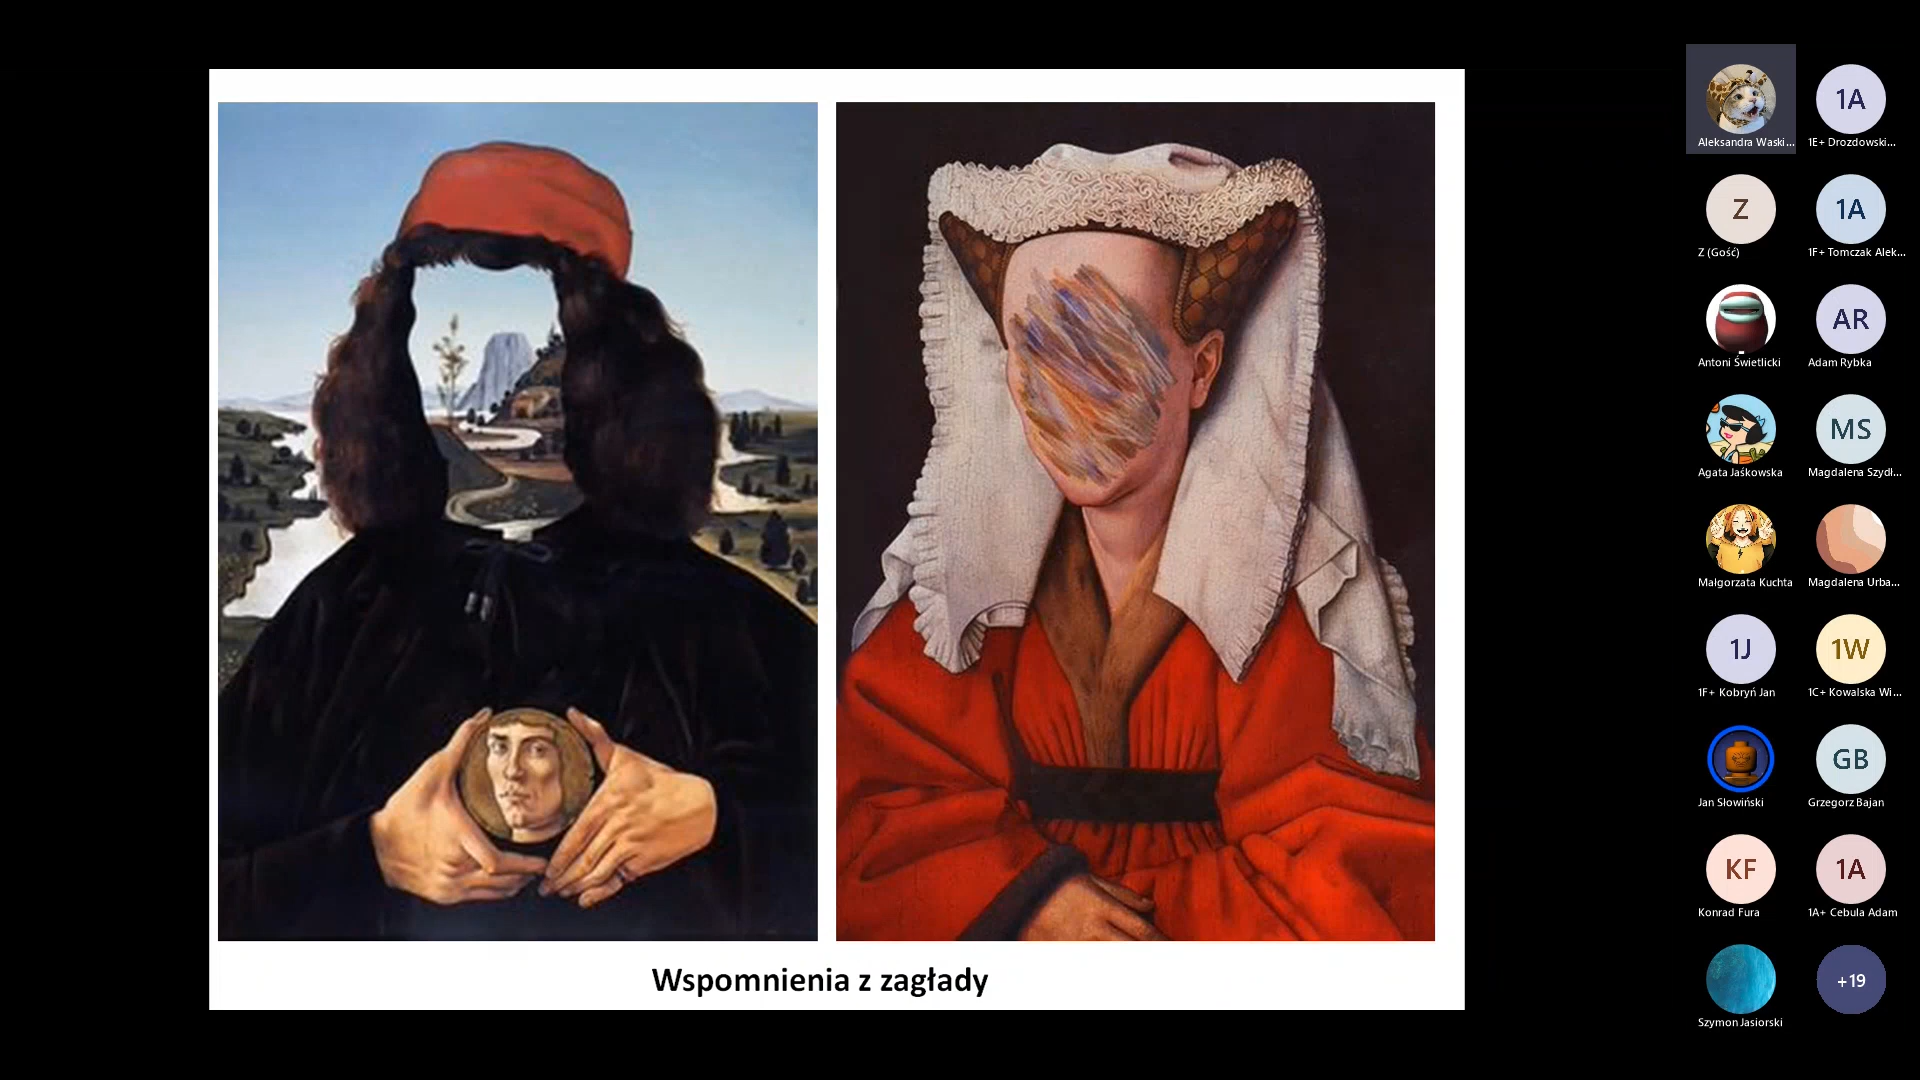 Wspomnienia z zagłady
Aleksandra Waski...
1A
1E+ Drozdowski...
Z
Z (Gość)
1A
1F+ Tomczak Alek...
Antoni Świetlicki
AR
Adam Rybka
Agata Jaśkowska
MS
Magdalena Szydł...
Małgorzata Kuchta
Magdalena Urba...
1J
1F+ Kobryń Jan
1W
1C+ Kowalska Wi...
Jan Słowiński
GB
Grzegorz Bajan
KF
Konrad Fura
1A
1A+ Cebula Adam
Szymon Jasiorski
+19